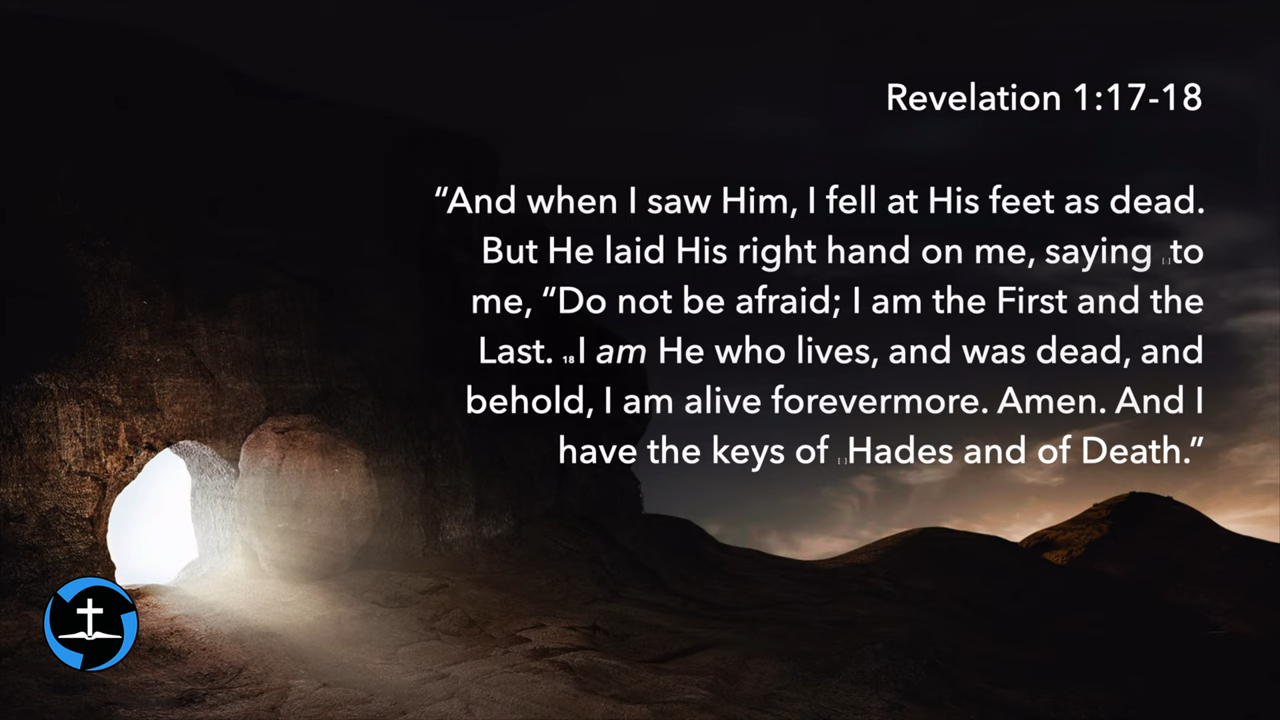 Revelation 1:17-18
“And when I saw Him, I fell at His feet as dead.
But He laid His right hand on me, saying [ ]to
me, “Do not be afraid; I am the First and the
Last. 18I am He who lives, and was dead, and
behold, I am alive forevermore. Amen. And I
have the keys of [ ]Hades and of Death.”